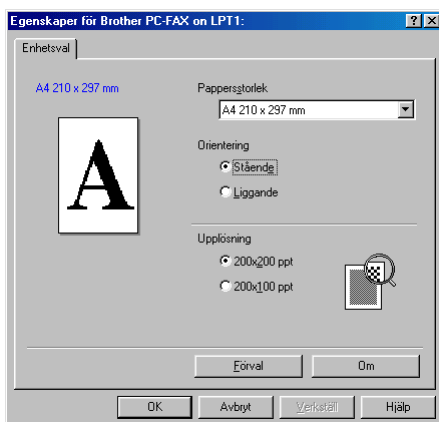 Egenskaper för Brother PC-FAX on LPT1:
Enhetsval
A4 210 x 297 mm
Pappersstorlek
A4 210 x 297 mm
Orientering
Stående
Liggande
A
Upplösning
200x200 ppt
200x100 ppt
Förval
Om
OK
Avbryt
Verkställ
Hjälp